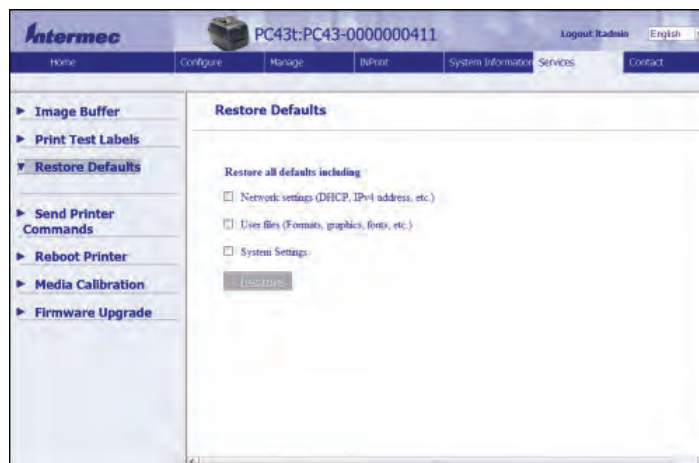 Intermec
PC43t:PC43-0000000411
Logout itadmin
English
Home
Configure
Manage
INPrint
System Information
Services
Contact
Image Buffer
Print Test Labels
Restore Defaults
Send Printer
Commands
Reboot Printer
Media Calibration
Firmware Upgrade
Restore Defaults
Restore all defaults including
Network settings (DHCP, IPv4 address, etc.)
User files (Formats, graphics, fonts, etc.)
System Settings
Restore